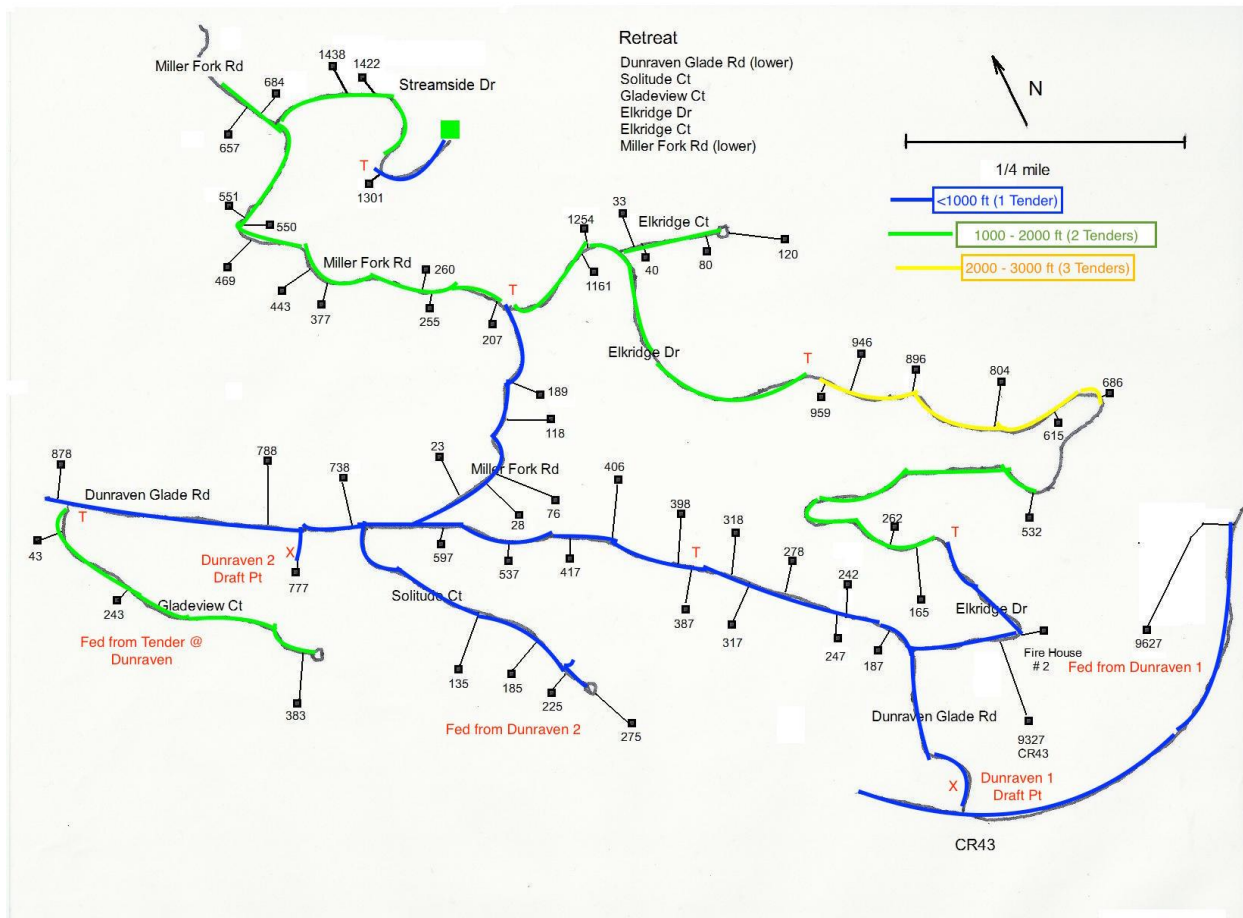 Retreat
Dunraven Glade Rd (lower)
Solitude Ct
Gladeview Ct
Elkridge Dr
Elkridge Ct
Miller Fork Rd (lower)
N
1/4 mile
<1000 ft (1 Tender)
1000 - 2000 ft (2 Tenders)
2000 - 3000 ft (3 Tenders)
Miller Fork Rd
684
1438
1422
Streamside Dr
657
T
1301
551
550
469
Miller Fork Rd
443
377
260
255
207
T
1254
1161
33
Elkridge Ct
40
80
120
Elkridge Dr
T
959
946
896
804
686
615
532
189
118
23
Miller Fork Rd
28
76
406
878
Dunraven Glade Rd
788
738
T
43
X
Dunraven 2
Draft Pt
777
597
537
417
398
T
318
278
242
262
T
165
387
317
247
187
Elkridge Dr
Fire House
# 2
9627
Fed from Dunraven 1
243
Gladeview Ct
Fed from Tender @
Dunraven
383
Solitude Ct
135
185
225
275
Fed from Dunraven 2
Dunraven Glade Rd
9327
CR43
X
Dunraven 1
Draft Pt
CR43